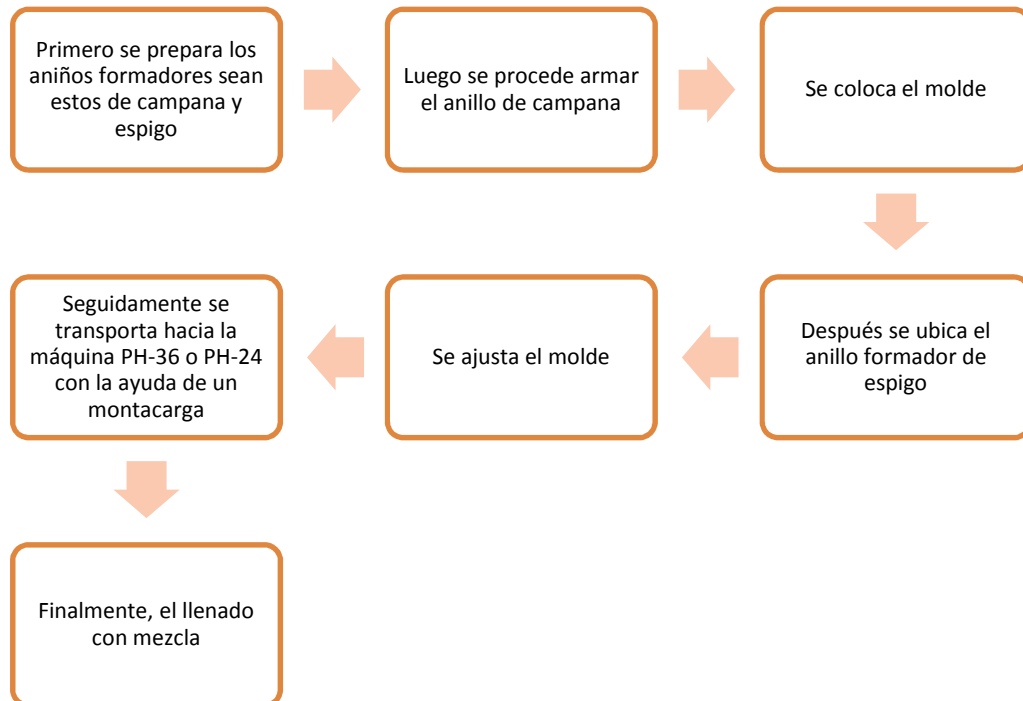 Primero se prepara los
aniños formadores sean
estos de campana y
espigo
Luego se procede armar
el anillo de campana
Se coloca el molde
Después se ubica el
anillo formador de
espigo
Se ajusta el molde
Seguidamente se
transporta hacia la
máquina PH-36 o PH-24
con la ayuda de un
montacarga
Finalmente, el llenado
con mezcla